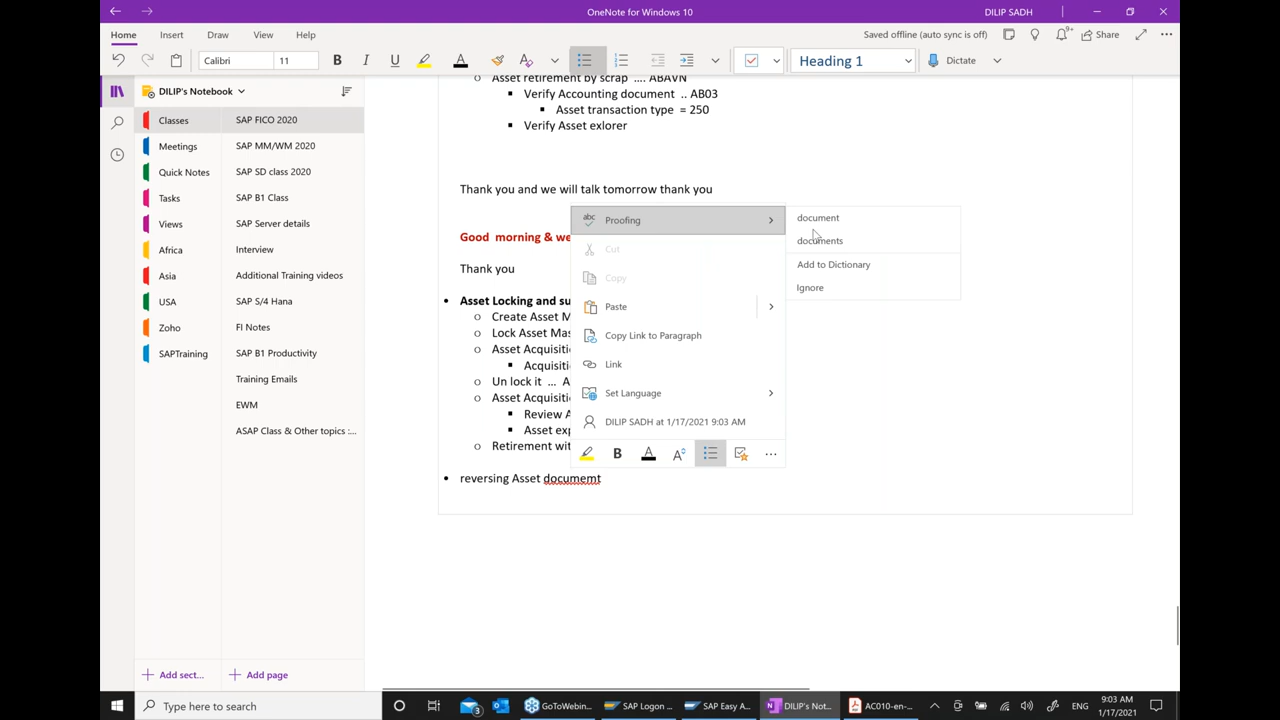 OneNote for Windows 10
DILIP SADH
Home
Insert
Draw
View
Help
Saved offline (auto sync is off)
9+
Share
Calibri
11
B
I
U
A
Heading 1
Dictate
DILIP's Notebook
Classes
Meetings
Quick Notes
Tasks
Views
Africa
Asia
USA
Zoho
SAPTraining
SAP FICO 2020
SAP MM/WM 2020
SAP SD class 2020
SAP B1 Class
SAP Server details
Interview
Additional Training videos
SAP S/4 Hana
FI Notes
SAP B1 Productivity
Training Emails
EWM
ASAP Class & Other topics :...
Add sect...
Add page
Asset retirement by scrap .... ABAVN
Verify Accounting document .. AB03
Asset transaction type = 250
Verify Asset exlorer
Thank you and we will talk tomorrow thank you
Good morning & we
Thank you
Asset Locking and su
Create Asset M
Lock Asset Mas
Asset Acquisiti
Acquisiti
Un lock it ... A
Asset Acquisiti
Review A
Asset exp
Retirement wit
reversing Asset documemt
abc
Proofing
Cut
Copy
Paste
Copy Link to Paragraph
Link
Set Language
DILIP SADH at 1/17/2021 9:03 AM
B
A
A
document
documents
Add to Dictionary
Ignore
Type here to search
3
GoToWebin...
SAP Logon ...
SAP Easy A...
DILIP's Not...
AC010-en-...
ENG
9:03 AM
1/17/2021